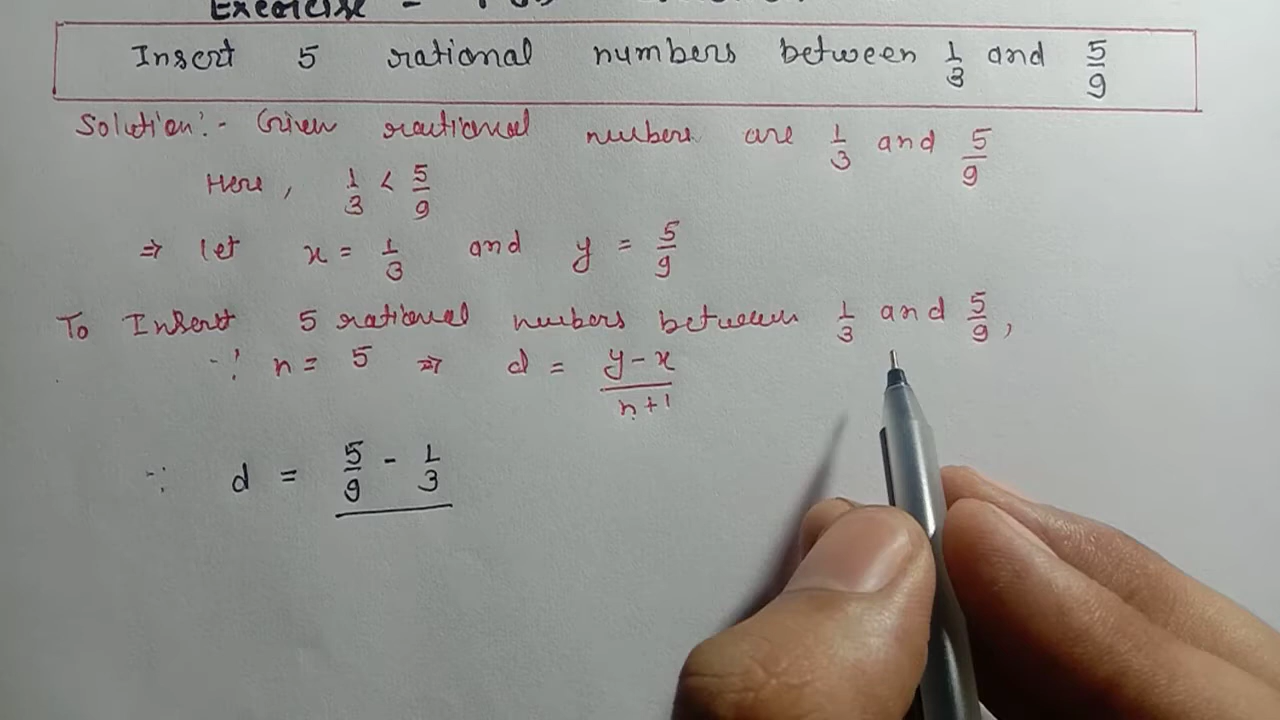 Exercise -
Insert 5 rational numbers between 1/3 and 5/9
Solution:- Given rational numbers are 1/3 and 5/9
Here, 1/3 < 5/9
⇒ let x = 1/3 and y = 5/9
To Insert 5 rational numbers between 1/3 and 5/9,
∵ n = 5 ⇒ d = (y-x)/(n+1)
∵ d = 5/9 - 1/3